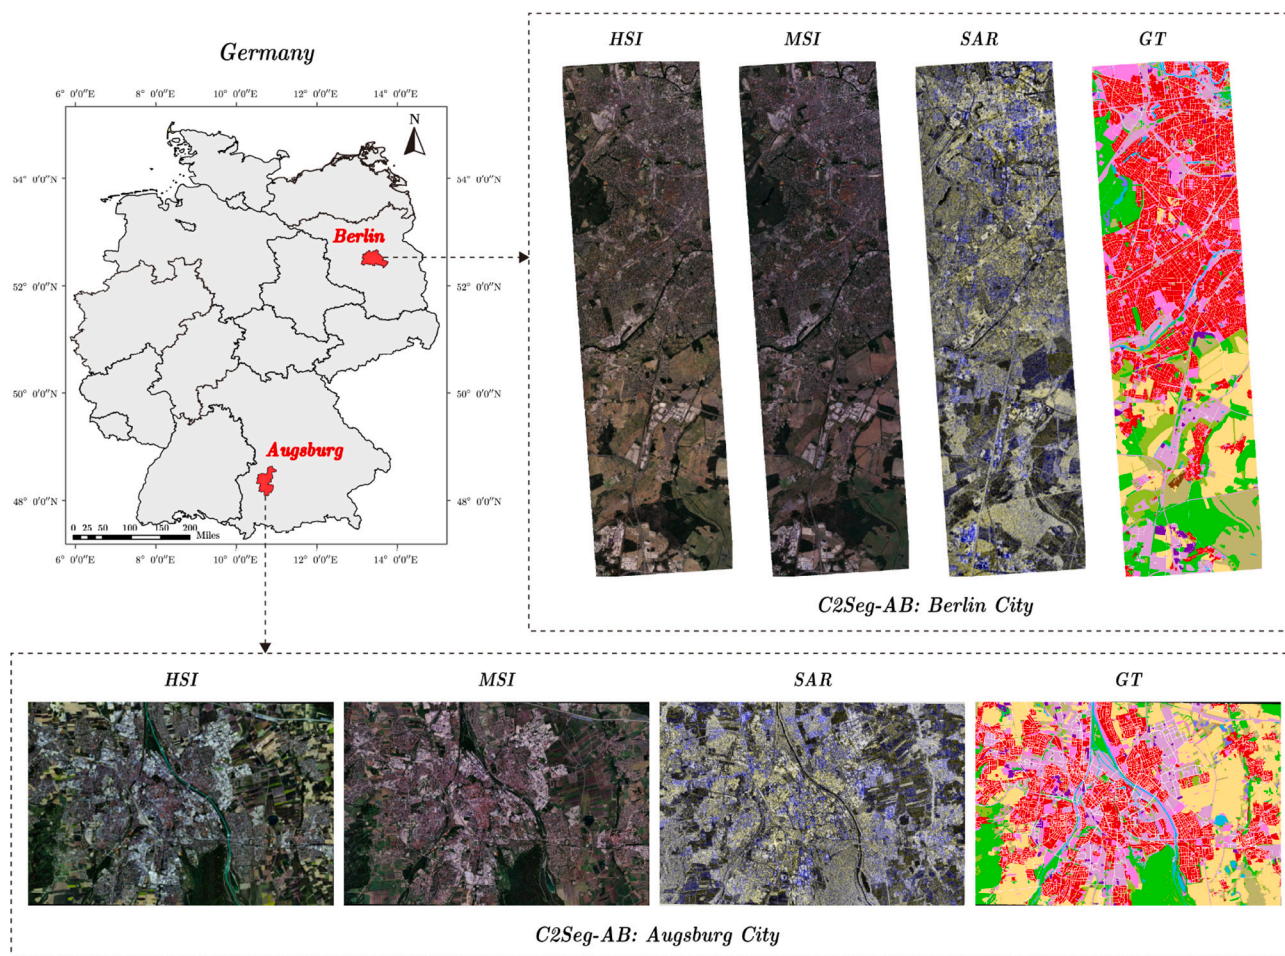 Germany
6° 0′0″E 8° 0′0″E 10° 0′0″E 12° 0′0″E 14° 0′0″E
N
54° 0′0″N 54° 0′0″N
Berlin
52° 0′0″N 52° 0′0″N
50° 0′0″N 50° 0′0″N
Augsburg
48° 0′0″N 48° 0′0″N
0 25 50 100 150 200
Miles
6° 0′0″E 8° 0′0″E 10° 0′0″E 12° 0′0″E 14° 0′0″E
HSI MSI SAR GT
C2Seg-AB: Berlin City
HSI MSI SAR GT
C2Seg-AB: Augsburg City